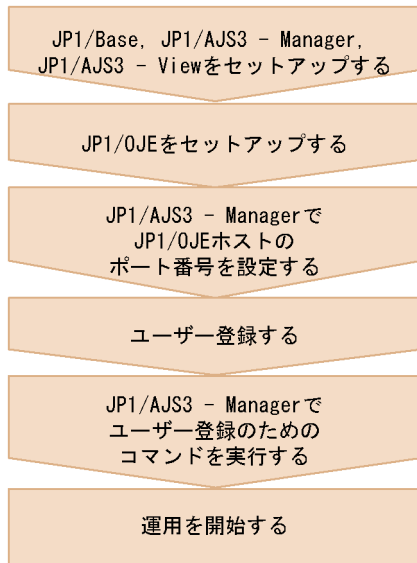 JP1/Base, JP1/AJS3 - Manager,
JP1/AJS3 - Viewをセットアップする
JP1/OJEをセットアップする
JP1/AJS3 - Managerで
JP1/OJEホストの
ポート番号を設定する
ユーザー登録する
JP1/AJS3 - Managerで
ユーザー登録のための
コマンドを実行する
運用を開始する